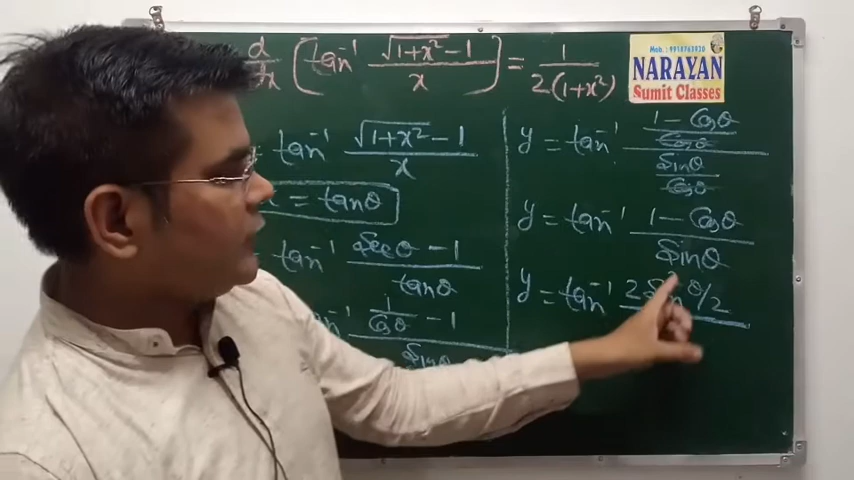 d/dx (tan⁻¹ (√(1+x²) −1)/x) = 1/(2(1+x²))
Mob.: 9918763930
NARAYAN
Sumit Classes
tan⁻¹ (√(1+x²) −1)/x
= tanθ
tan⁻¹ (Secθ −1)/tanθ
tan⁻¹ (1/Cosθ −1)/Sinθ
y = tan⁻¹ ((1−Cosθ)/Cosθ)/(Sinθ/Cosθ)
y = tan⁻¹ (1−Cosθ)/Sinθ
y = tan⁻¹ 2Sin²θ/2